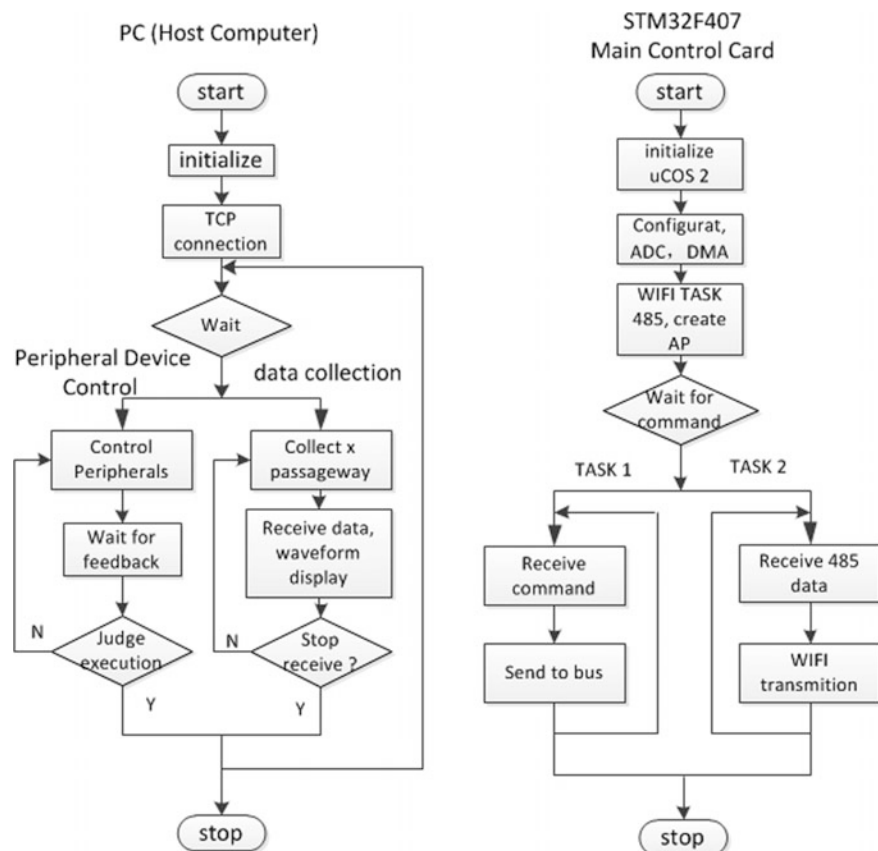 PC (Host Computer)
start
initialize
TCP
connection
Wait
Peripheral Device
Control
data collection
Control
Peripherals
Collect x
passageway
Wait for
feedback
Receive data,
waveform
display
N
Judge
execution
N
Stop
receive ?
Y
Y
stop
STM32F407
Main Control Card
start
initialize
uCOS 2
Configurat,
ADC，DMA
WIFI TASK
485, create
AP
Wait for
command
TASK 1
TASK 2
Receive
command
Receive 485
data
Send to bus
WIFI
transmition
stop